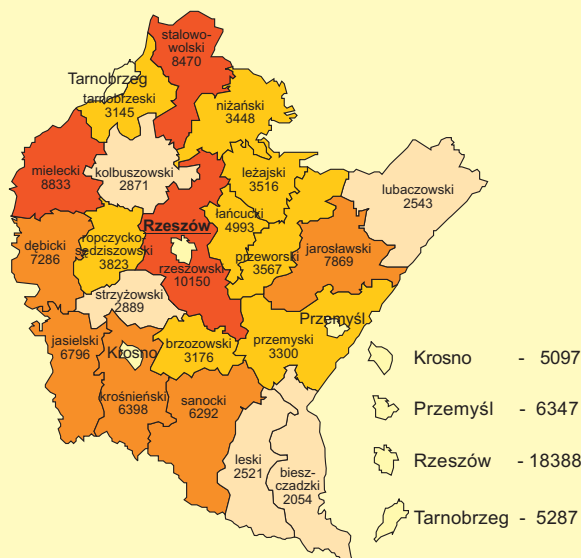 stalowo-
wolski
8470
Tarnobrzeg
tarnobrzeski
3145
niżański
3448
mielecki
8833
kolbuszowski
2871
leżajski
3516
lubaczowski
2543
łańcucki
4993
Rzeszów
dębicki
7286
ropczycko-
sędziszowski
3823
jarosławski
7869
przeworski
3567
rzeszowski
10150
strzyżowski
2889
Przemyśl
jasielski
6796
Krosno
brzozowski
3176
przemyski
3300
krośnieński
6398
sanocki
6292
leski
2521
biesz-
czadzki
2054
Krosno - 5097
Przemyśl - 6347
Rzeszów - 18388
Tarnobrzeg - 5287